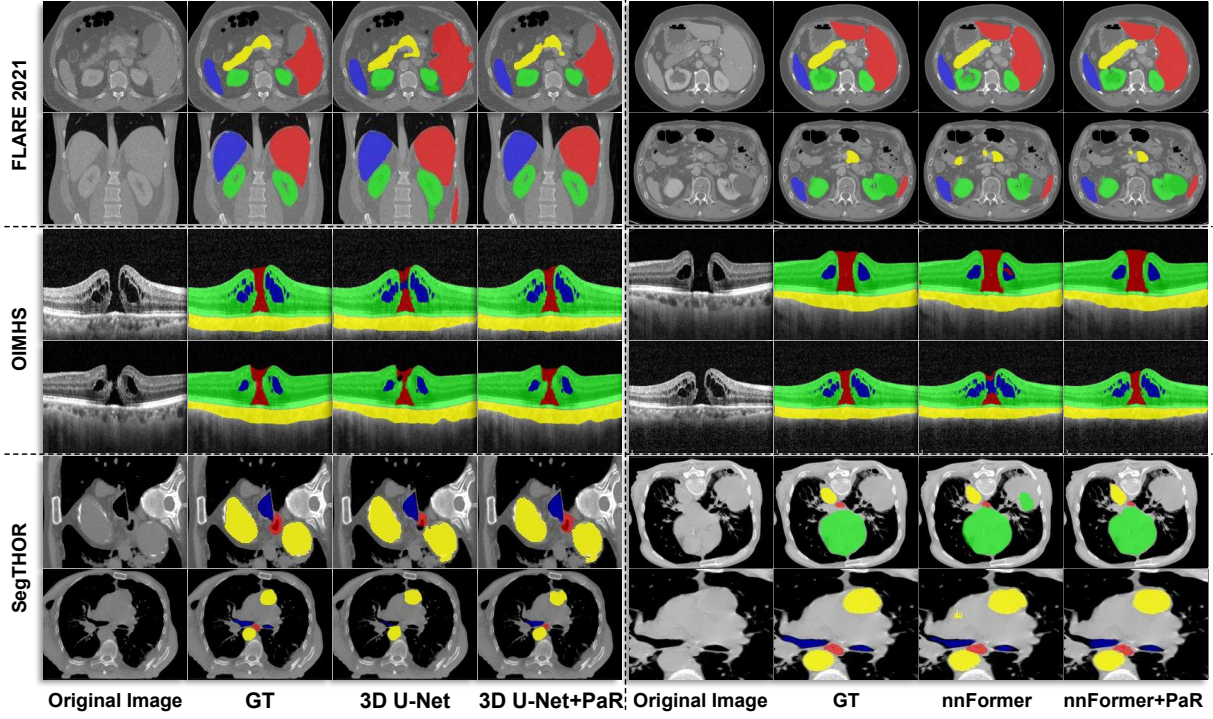 FLARE 2021
OIMHS
SegTHOR
Original Image GT 3D U-Net 3D U-Net+PaR Original Image GT nnFormer nnFormer+PaR